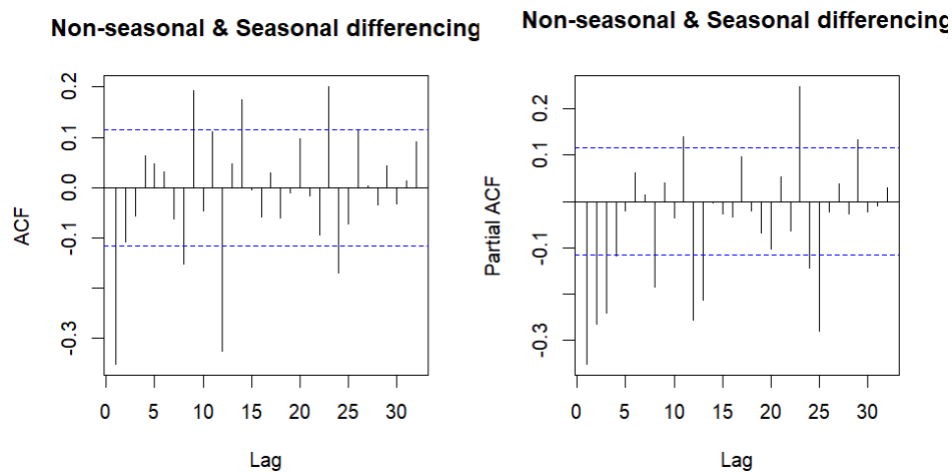 Non-seasonal & Seasonal differencing
ACF
0.2
0.1
0.0
-0.1
-0.3
0 5 10 15 20 25 30
Lag
Non-seasonal & Seasonal differencing
Partial ACF
0.2
0.1
-0.1
-0.3
0 5 10 15 20 25 30
Lag